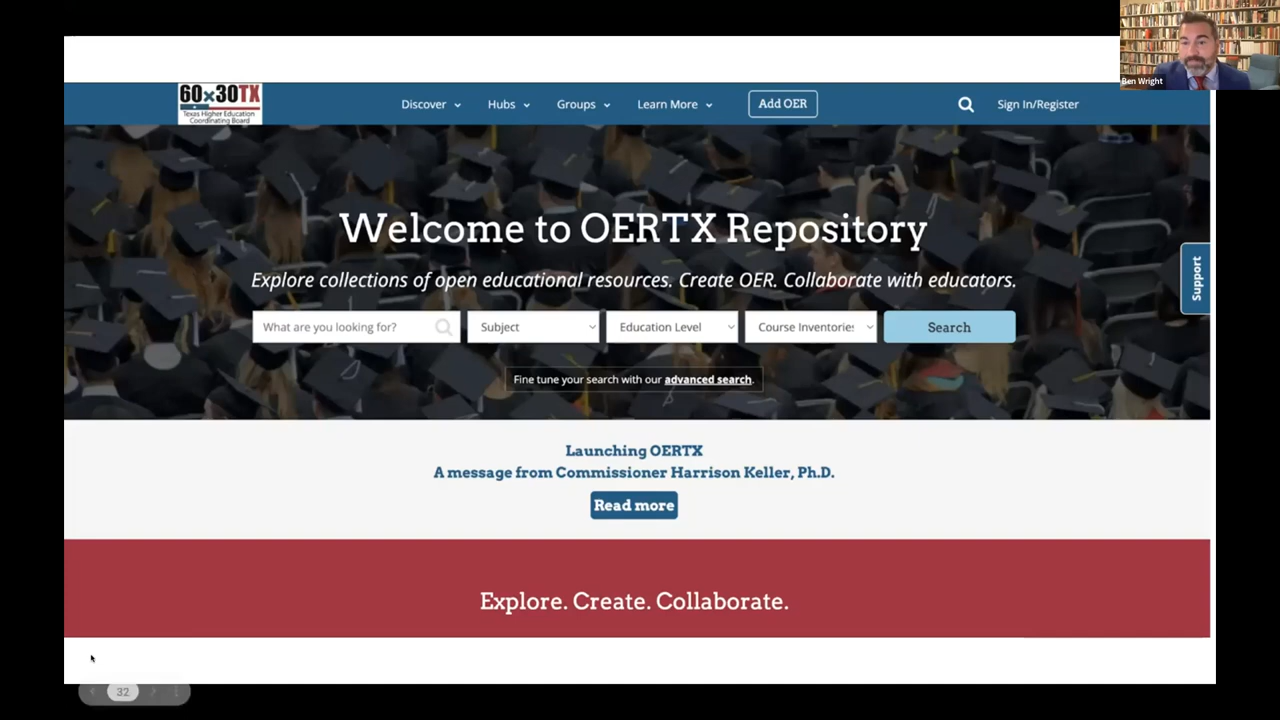 Ben Wright
60x30TX
Texas Higher Education
Coordinating Board
Discover
Hubs
Groups
Learn More
Add OER
Sign In/Register
Welcome to OERTX Repository
Explore collections of open educational resources. Create OER. Collaborate with educators.
What are you looking for?
Subject
Education Level
Course Inventories
Search
Fine tune your search with our advanced search.
Support
Launching OERTX
A message from Commissioner Harrison Keller, Ph.D.
Read more
Explore. Create. Collaborate.
32